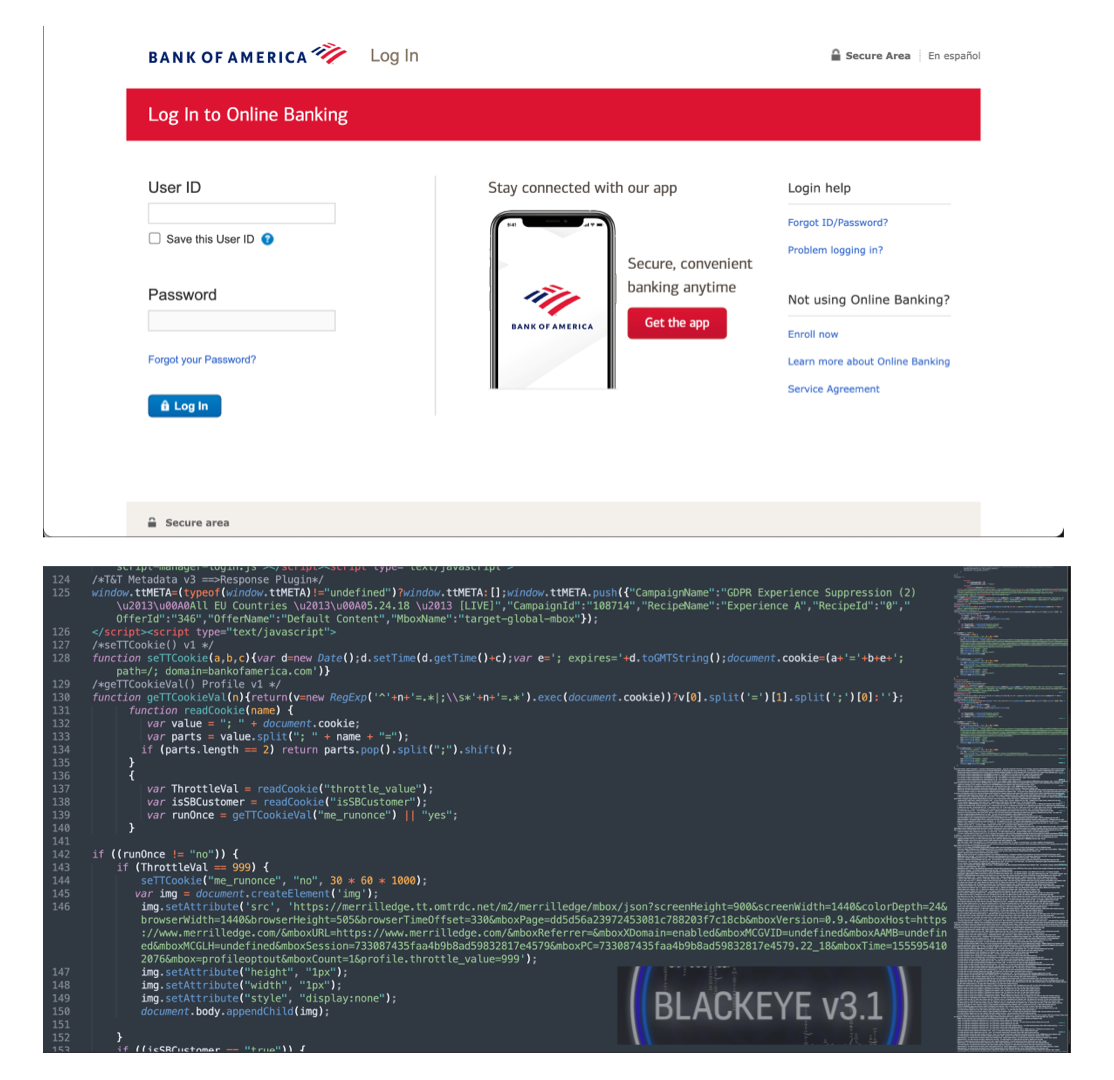 BANK OF AMERICA
Log In
Secure Area
En español
Log In to Online Banking
User ID
Save this User ID ?
Password
Forgot your Password?
Log In
Stay connected with our app
9:41
BANK OF AMERICA
Secure, convenient
banking anytime
Get the app
Login help
Forgot ID/Password?
Problem logging in?
Not using Online Banking?
Enroll now
Learn more about Online Banking
Service Agreement
Secure area
script-manager-login.js"></script><script type="text/javascript">
124 /*T&T Metadata v3 ==>Response Plugin*/
125 window.ttMETA=(typeof(window.ttMETA)!="undefined")?window.ttMETA:[];window.ttMETA.push({"CampaignName":"GDPR Experience Suppression (2)
\u2013\u00A0All EU Countries \u2013\u00A05.24.18 \u2013 [LIVE]","CampaignId":"108714","RecipeName":"Experience A","RecipeId":"0","
OfferId":"346","OfferName":"Default Content","MboxName":"target-global-mbox"});
126 </script><script type="text/javascript">
127 /*seTTCookie() v1 */
128 function seTTCookie(a,b,c){var d=new Date();d.setTime(d.getTime()+c);var e='; expires='+d.toGMTString();document.cookie=(a+'='+b+e+';
path=/; domain=bankofamerica.com')}
129 /*geTTCookieVal() Profile v1 */
130 function geTTCookieVal(n){return(v=new RegExp('^'+n+'=.*|;\\s*'+n+'=.*').exec(document.cookie))?v[0].split('=')[1].split(';')[0]:''};
131 function readCookie(name) {
132 var value = "; " + document.cookie;
133 var parts = value.split("; " + name + "=");
134 if (parts.length == 2) return parts.pop().split(";").shift();
135 }
136 {
137 var ThrottleVal = readCookie("throttle_value");
138 var isSBCustomer = readCookie("isSBCustomer");
139 var runOnce = geTTCookieVal("me_runonce") || "yes";
140 }
141
142 if ((runOnce != "no")) {
143 if (ThrottleVal == 999) {
144 seTTCookie("me_runonce", "no", 30 * 60 * 1000);
145 var img = document.createElement('img');
146 img.setAttribute('src', 'https://merrilledge.tt.omtrdc.net/m2/merrilledge/mbox/json?screenHeight=900&screenWidth=1440&colorDepth=24&
browserWidth=1440&browserHeight=505&browserTimeOffset=330&mboxPage=dd5d56a23972453081c788203f7c18cb&mboxVersion=0.9.4&mboxHost=https
://www.merrilledge.com/&mboxURL=https://www.merrilledge.com/&mboxReferrer=&mboxXDomain=enabled&mboxMCGVID=undefined&mboxAAMB=undefin
ed&mboxMCGLH=undefined&mboxSession=733087435faa4b9b8ad59832817e4579&mboxPC=733087435faa4b9b8ad59832817e4579.22_18&mboxTime=155595410
2076&mbox=profileoptout&mboxCount=1&profile.throttle_value=999');
147 img.setAttribute("height", "1px");
148 img.setAttribute("width", "1px");
149 img.setAttribute("style", "display:none");
150 document.body.appendChild(img);
151
152 }
153 if ((isSBCustomer == "true")) {
BLACKEYE v3.1